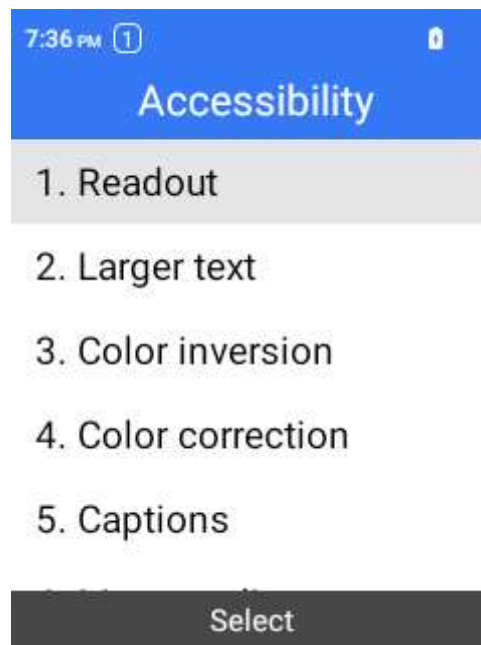 7:36 PM 1
Accessibility
1. Readout
2. Larger text
3. Color inversion
4. Color correction
5. Captions
Select